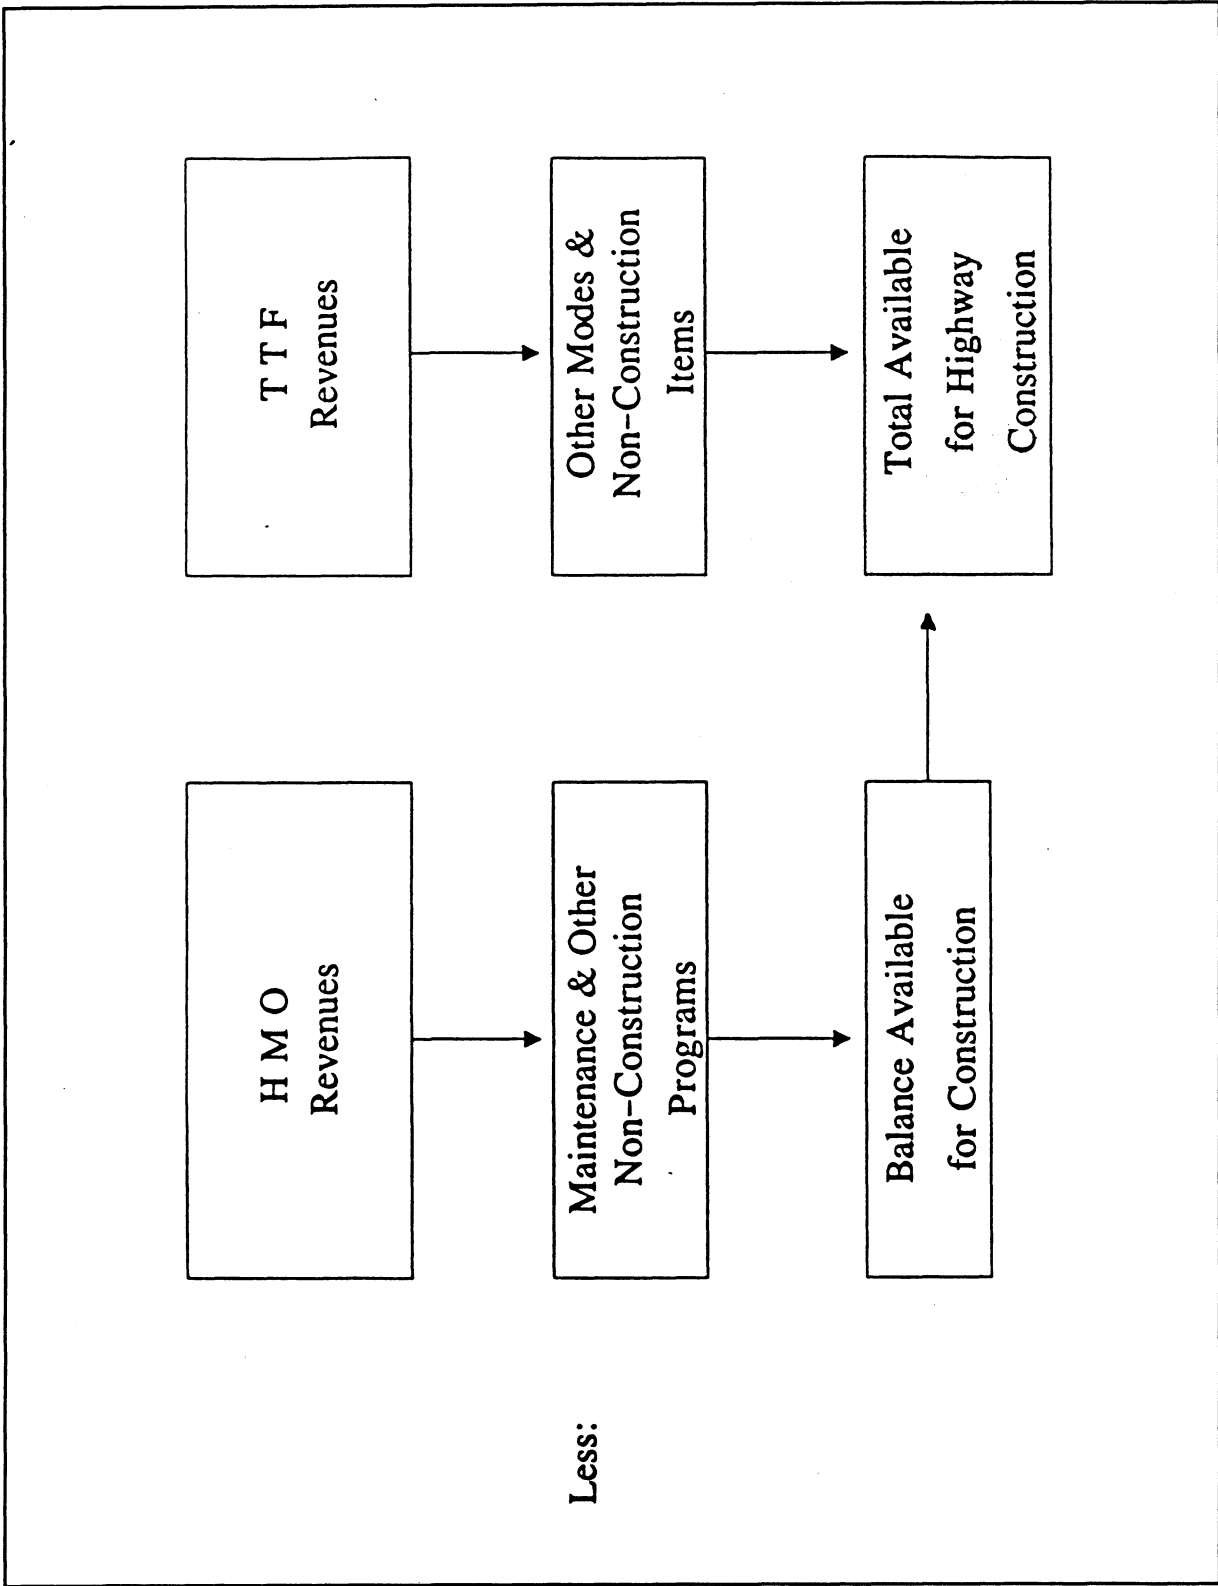 H M O
Revenues
T T F
Revenues
Less:
Maintenance & Other
Non-Construction
Programs
Other Modes &
Non-Construction
Items
Balance Available
for Construction
Total Available
for Highway
Construction